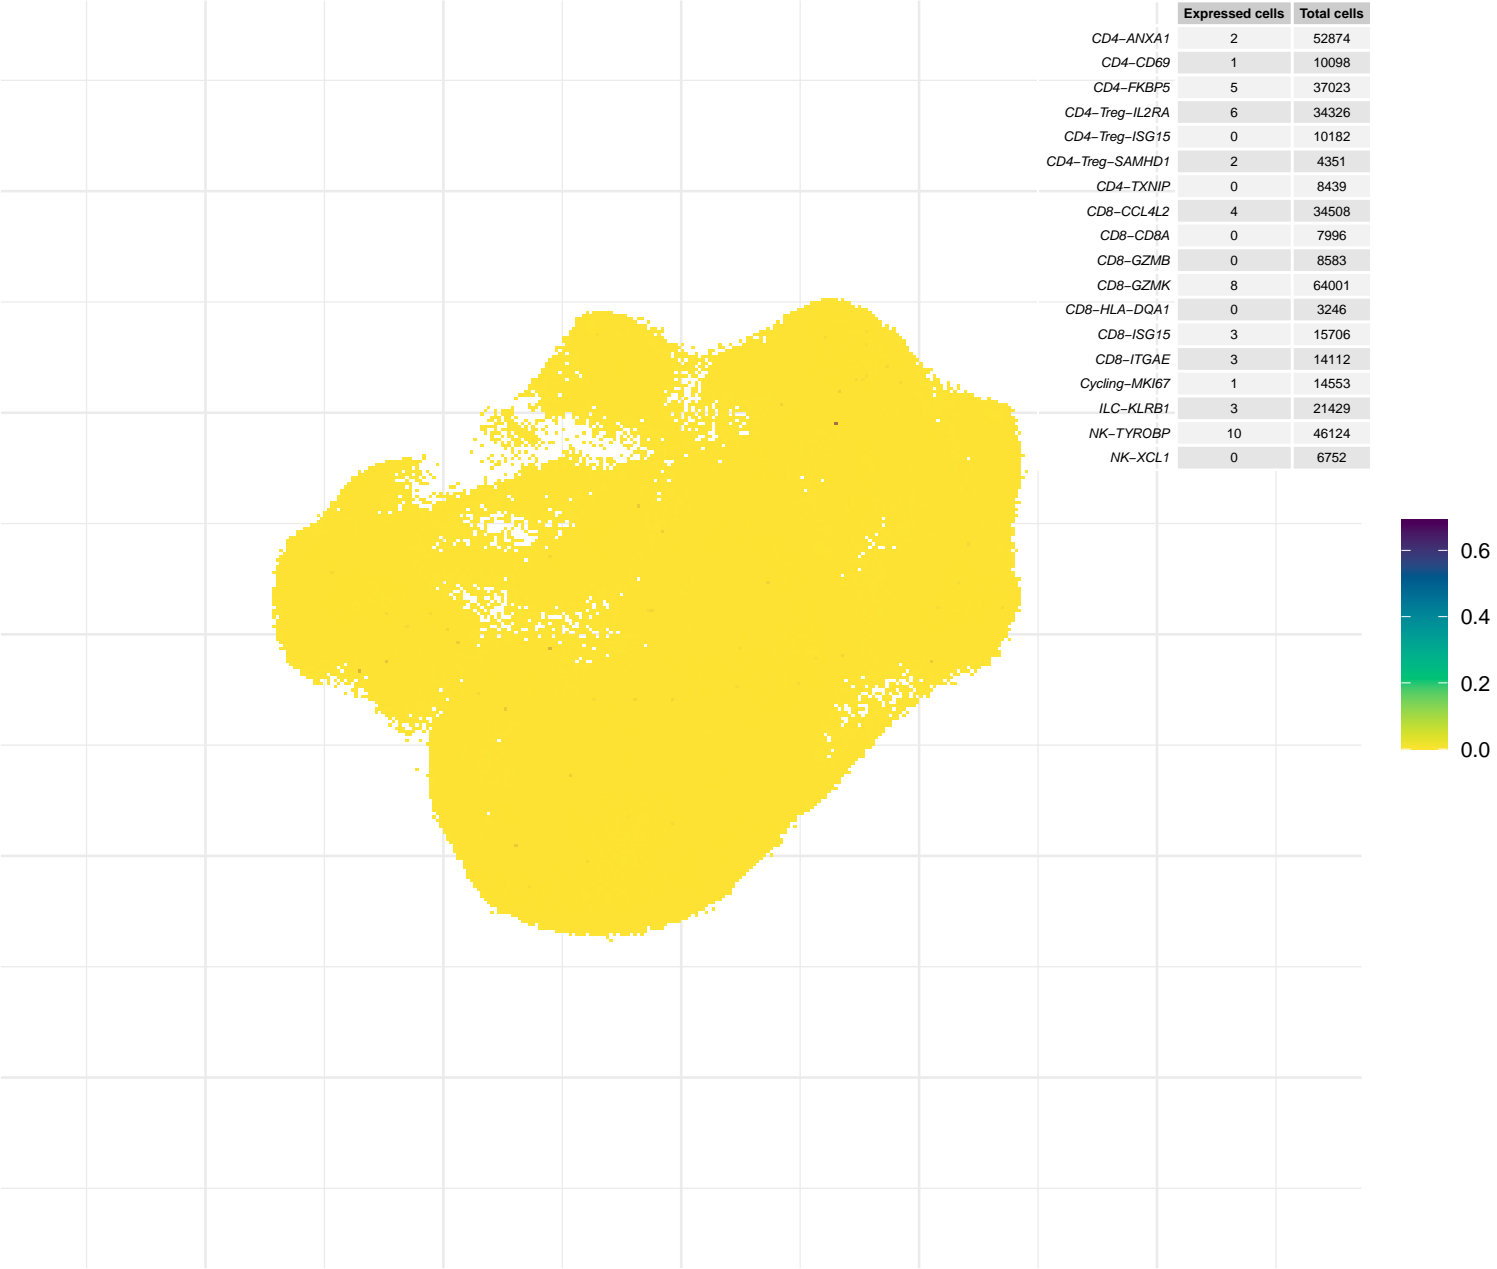 Expressed cells Total cells
CD4−ANXA1 2 52874
CD4−CD69 1 10098
CD4−FKBP5 5 37023
CD4−Treg−IL2RA 6 34326
CD4−Treg−ISG15 0 10182
CD4−Treg−SAMHD1 2 4351
CD4−TXNIP 0 8439
CD8−CCL4L2 4 34508
CD8−CD8A 0 7996
CD8−GZMB 0 8583
CD8−GZMK 8 64001
CD8−HLA−DQA1 0 3246
CD8−ISG15 3 15706
CD8−ITGAE 3 14112
Cycling−MKI67 1 14553
ILC−KLRB1 3 21429
NK−TYROBP 10 46124
NK−XCL1 0 6752
0.6
0.4
0.2
0.0